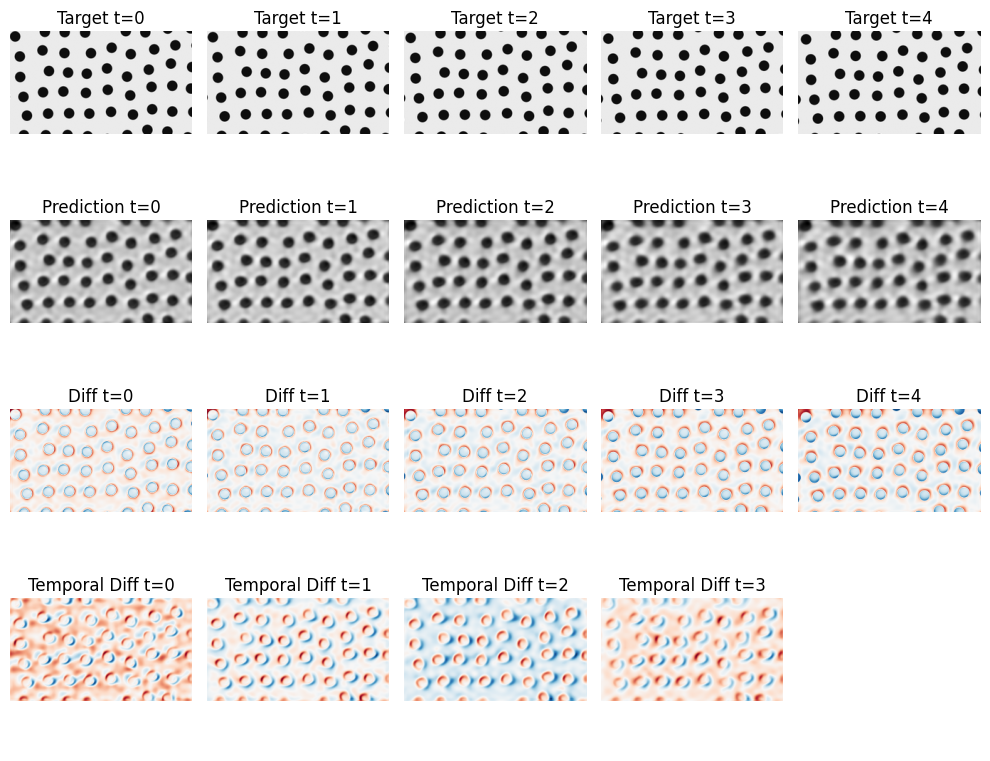 Target t=0 Target t=1 Target t=2 Target t=3 Target t=4
Prediction t=0 Prediction t=1 Prediction t=2 Prediction t=3 Prediction t=4
Diff t=0 Diff t=1 Diff t=2 Diff t=3 Diff t=4
Temporal Diff t=0 Temporal Diff t=1 Temporal Diff t=2 Temporal Diff t=3